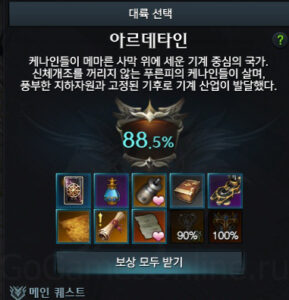 대륙 선택
아르데타인
케나인들이 메마른 사막 위에 세운 기계 중심의 국가.
신체개조를 꺼리지 않는 푸른피의 케나인들이 살며,
풍부한 지하자원과 고정된 기후로 기계 산업이 발달했다.
88.5%
90% 100%
보상 모두 받기
메인 퀘스트